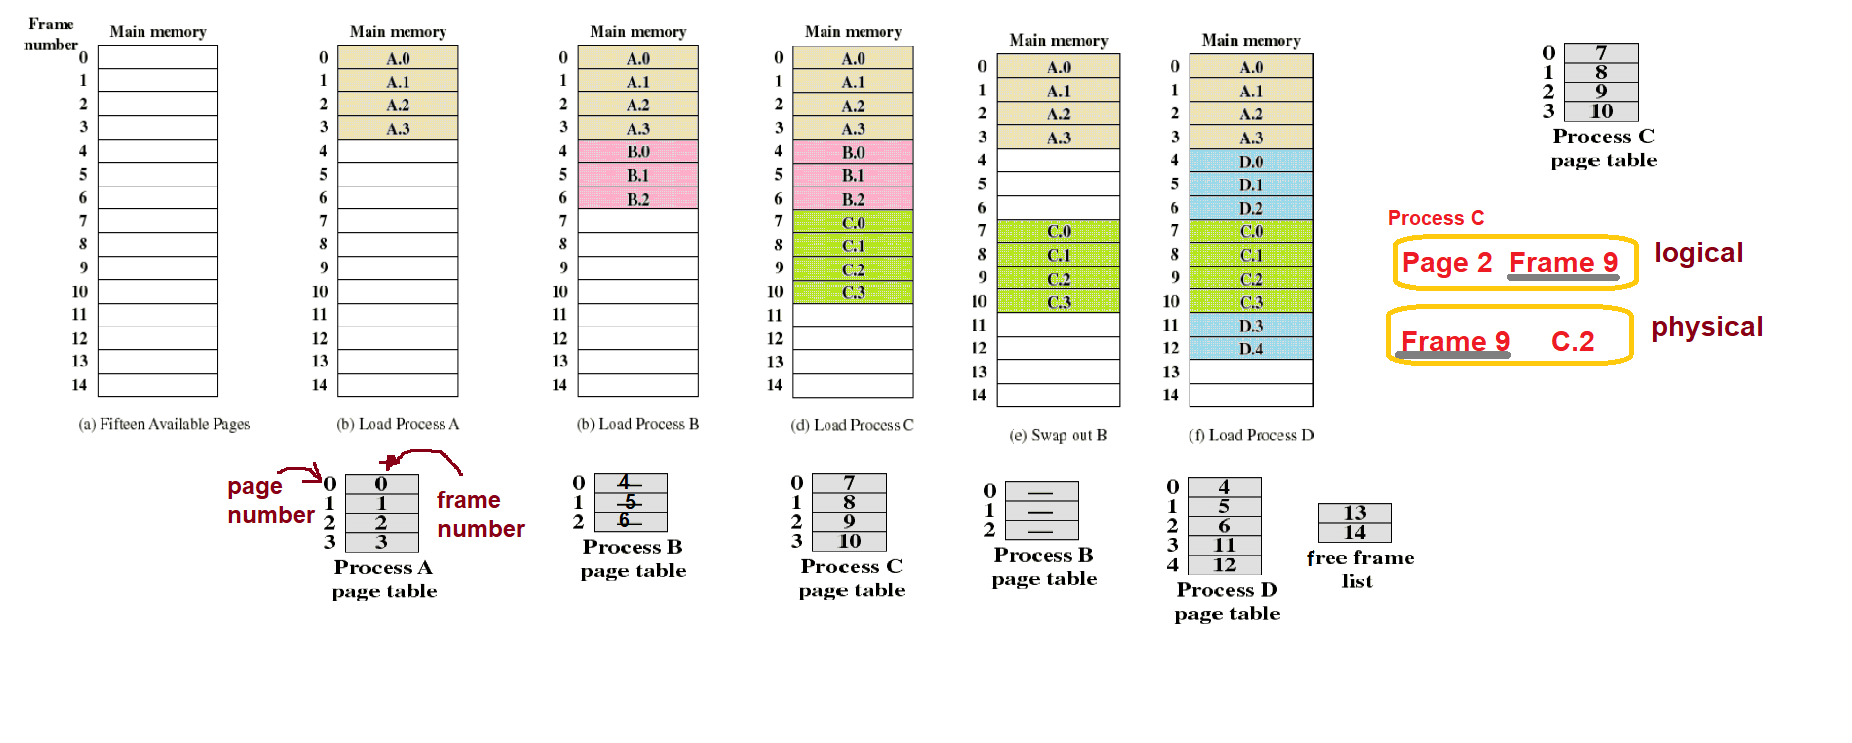 Frame
number
Main memory
0
1
2
3
4
5
6
7
8
9
10
11
12
13
14
(a) Fifteen Available Pages
Main memory
0 A.0
1 A.1
2 A.2
3 A.3
4
5
6
7
8
9
10
11
12
13
14
(b) Load Process A
Main memory
0 A.0
1 A.1
2 A.2
3 A.3
4 B.0
5 B.1
6 B.2
7
8
9
10
11
12
13
14
(b) Load Process B
Main memory
0 A.0
1 A.1
2 A.2
3 A.3
4 B.0
5 B.1
6 B.2
7 C.0
8 C.1
9 C.2
10 C.3
11
12
13
14
(d) Load Process C
Main memory
0 A.0
1 A.1
2 A.2
3 A.3
4
5
6
7 C.0
8 C.1
9 C.2
10 C.3
11
12
13
14
(e) Swap out B
Main memory
0 A.0
1 A.1
2 A.2
3 A.3
4 D.0
5 D.1
6 D.2
7 C.0
8 C.1
9 C.2
10 C.3
11 D.3
12 D.4
13
14
(f) Load Process D
0 7
1 8
2 9
3 10
Process C
page table
Process C
Page 2 Frame 9 logical
Frame 9 C.2 physical
page
number
0 0
1 1
2 2
3 3
frame
number
Process A
page table
0 4
1 5
2 6
Process B
page table
0 7
1 8
2 9
3 10
Process C
page table
0 —
1 —
2 —
Process B
page table
0 4
1 5
2 6
3 11
4 12
Process D
page table
13
14
free frame
list